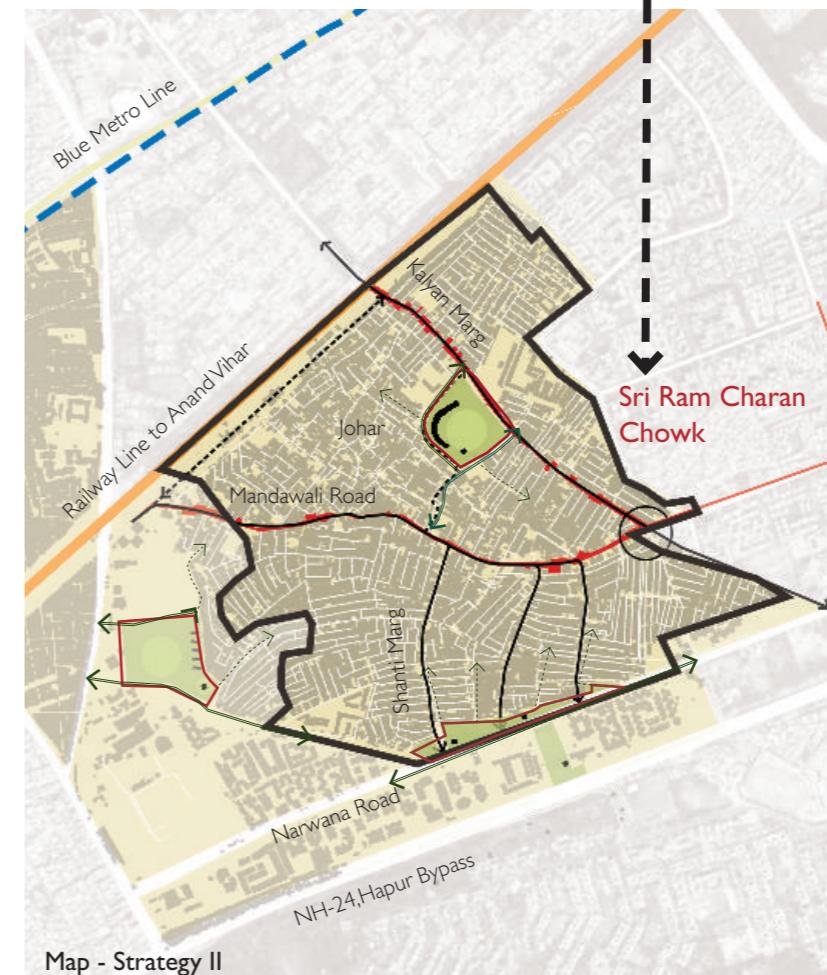 Blue Metro Line
Kalyan Marg
Railway Line to Anand Vihar
Sri Ram Charan
Chowk
Johar
Mandawali Road
Shanti Marg
Narwana Road
NH-24,Hapur Bypass
Map - Strategy II